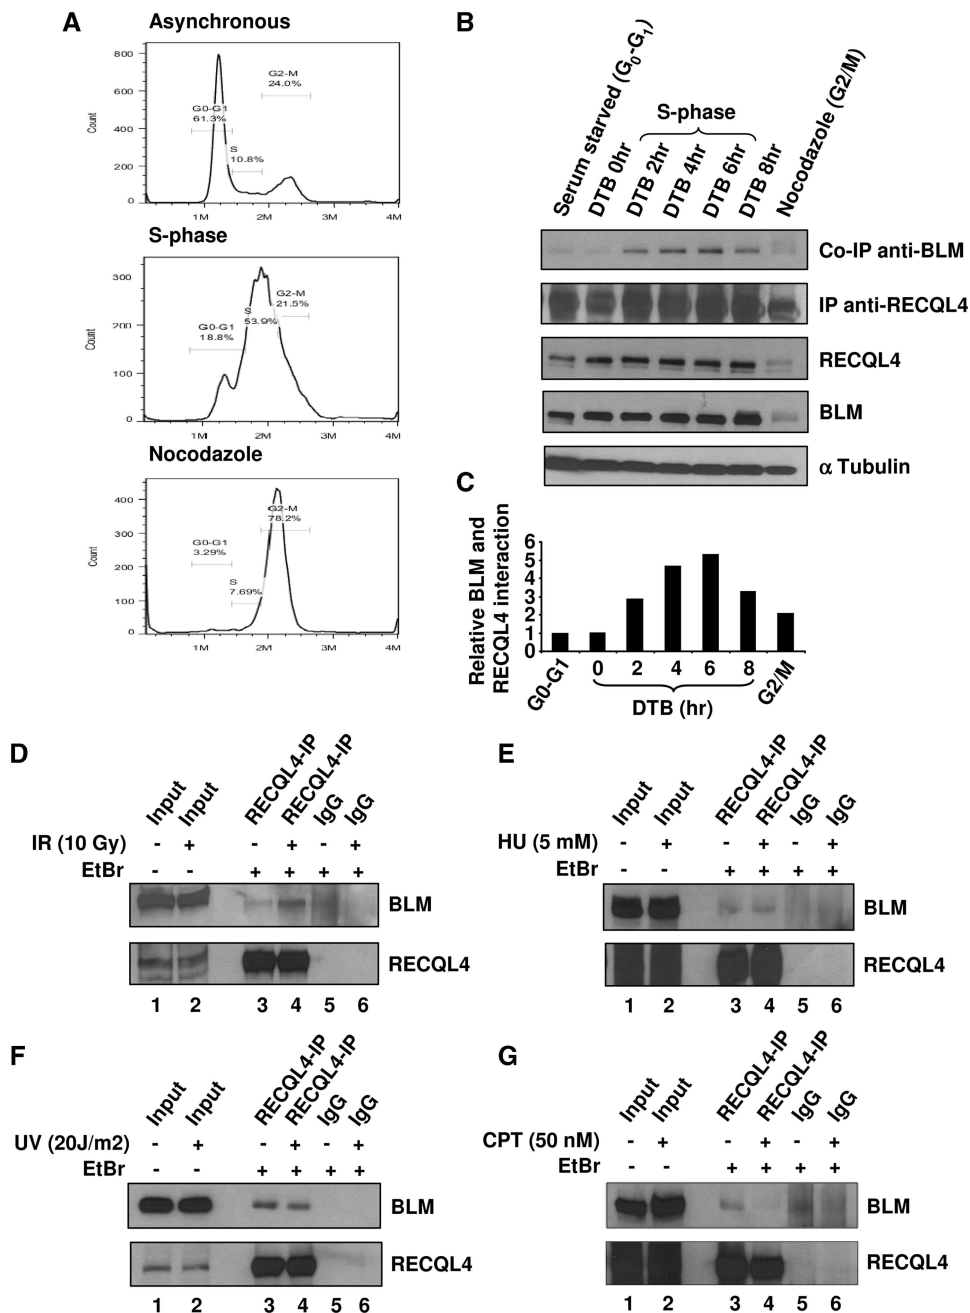 A
Asynchronous
Count
800
600
400
200
0
G0-G1
61.3%
S
10.8%
G2-M
24.0%
1M 2M 3M 4M
S-phase
Count
300
200
100
0
G0-G1
18.8%
S
53.9%
G2-M
21.5%
1M 2M 3M 4M
Nocodazole
Count
400
300
200
100
0
G0-G1
3.29%
S
7.69%
G2-M
78.2%
1M 2M 3M 4M
B
Serum starved (G0-G1)
DTB 0hr
DTB 2hr
DTB 4hr
DTB 6hr
DTB 8hr
Nocodazole (G2/M)
S-phase
Co-IP anti-BLM
IP anti-RECQL4
RECQL4
BLM
α Tubulin
C
Relative BLM and
RECQL4 interaction
6
5
4
3
2
1
0
G0-G1 0 2 4 6 8 G2/M
DTB (hr)
D
Input Input RECQL4-IP RECQL4-IP IgG IgG
IR (10 Gy) - + - + - +
EtBr - - + + + +
BLM
RECQL4
1 2 3 4 5 6
E
Input Input RECQL4-IP RECQL4-IP IgG IgG
HU (5 mM) - + - + - +
EtBr - - + + + +
BLM
RECQL4
1 2 3 4 5 6
F
Input Input RECQL4-IP RECQL4-IP IgG IgG
UV (20J/m2) - + - + - +
EtBr - - + + + +
BLM
RECQL4
1 2 3 4 5 6
G
Input Input RECQL4-IP RECQL4-IP IgG IgG
CPT (50 nM) - + - + - +
EtBr - - + + + +
BLM
RECQL4
1 2 3 4 5 6